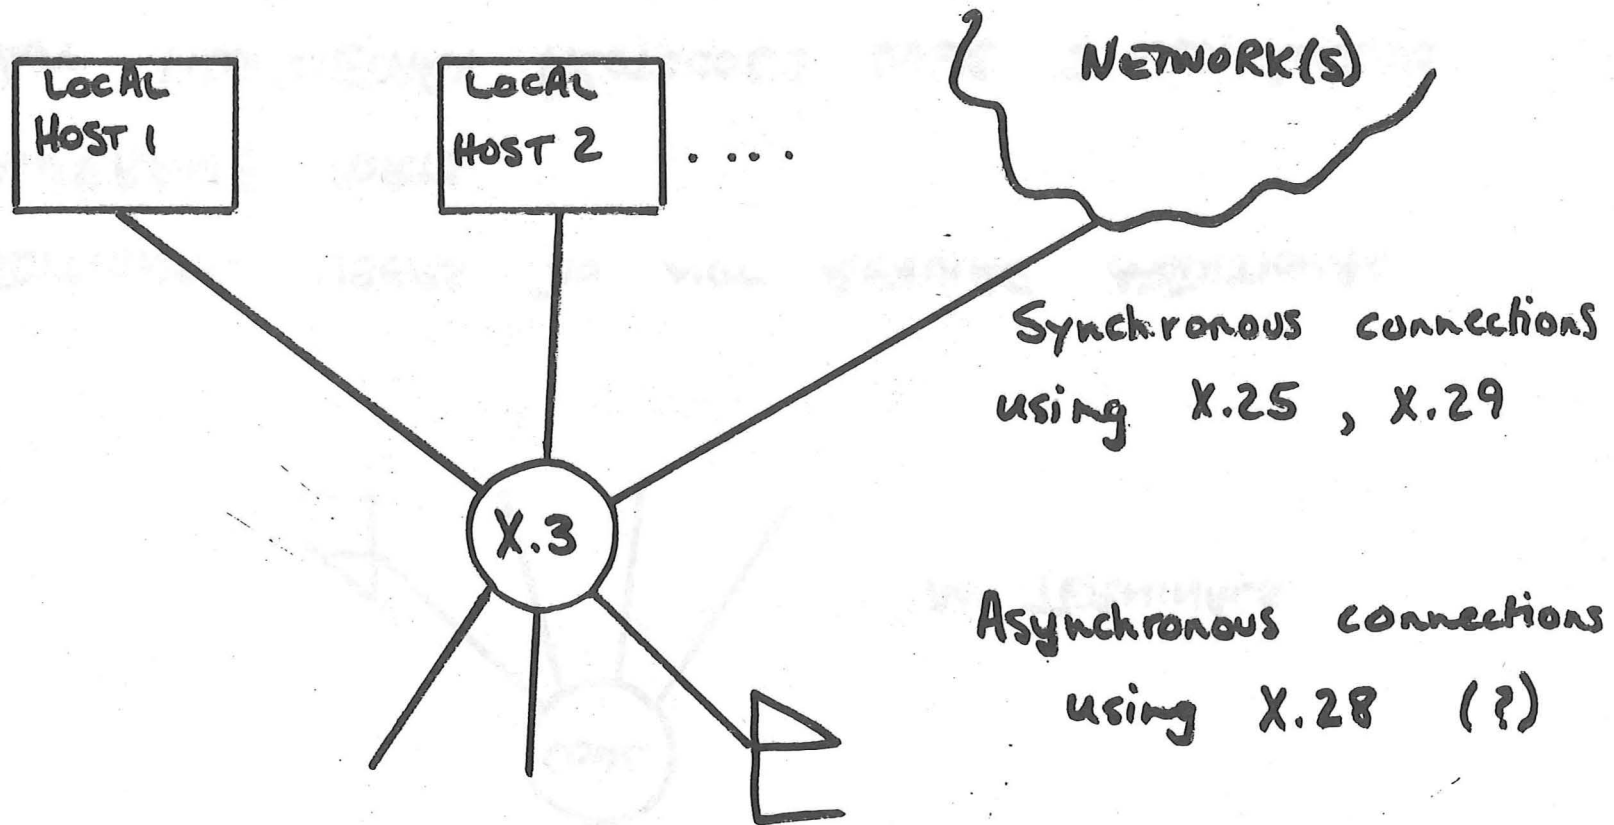 LOCAL
HOST 1
LOCAL
HOST 2
....
NETWORK(S)
Synchronous connections
using X.25, X.29
X.3
Asynchronous connections
using X.28 (?)